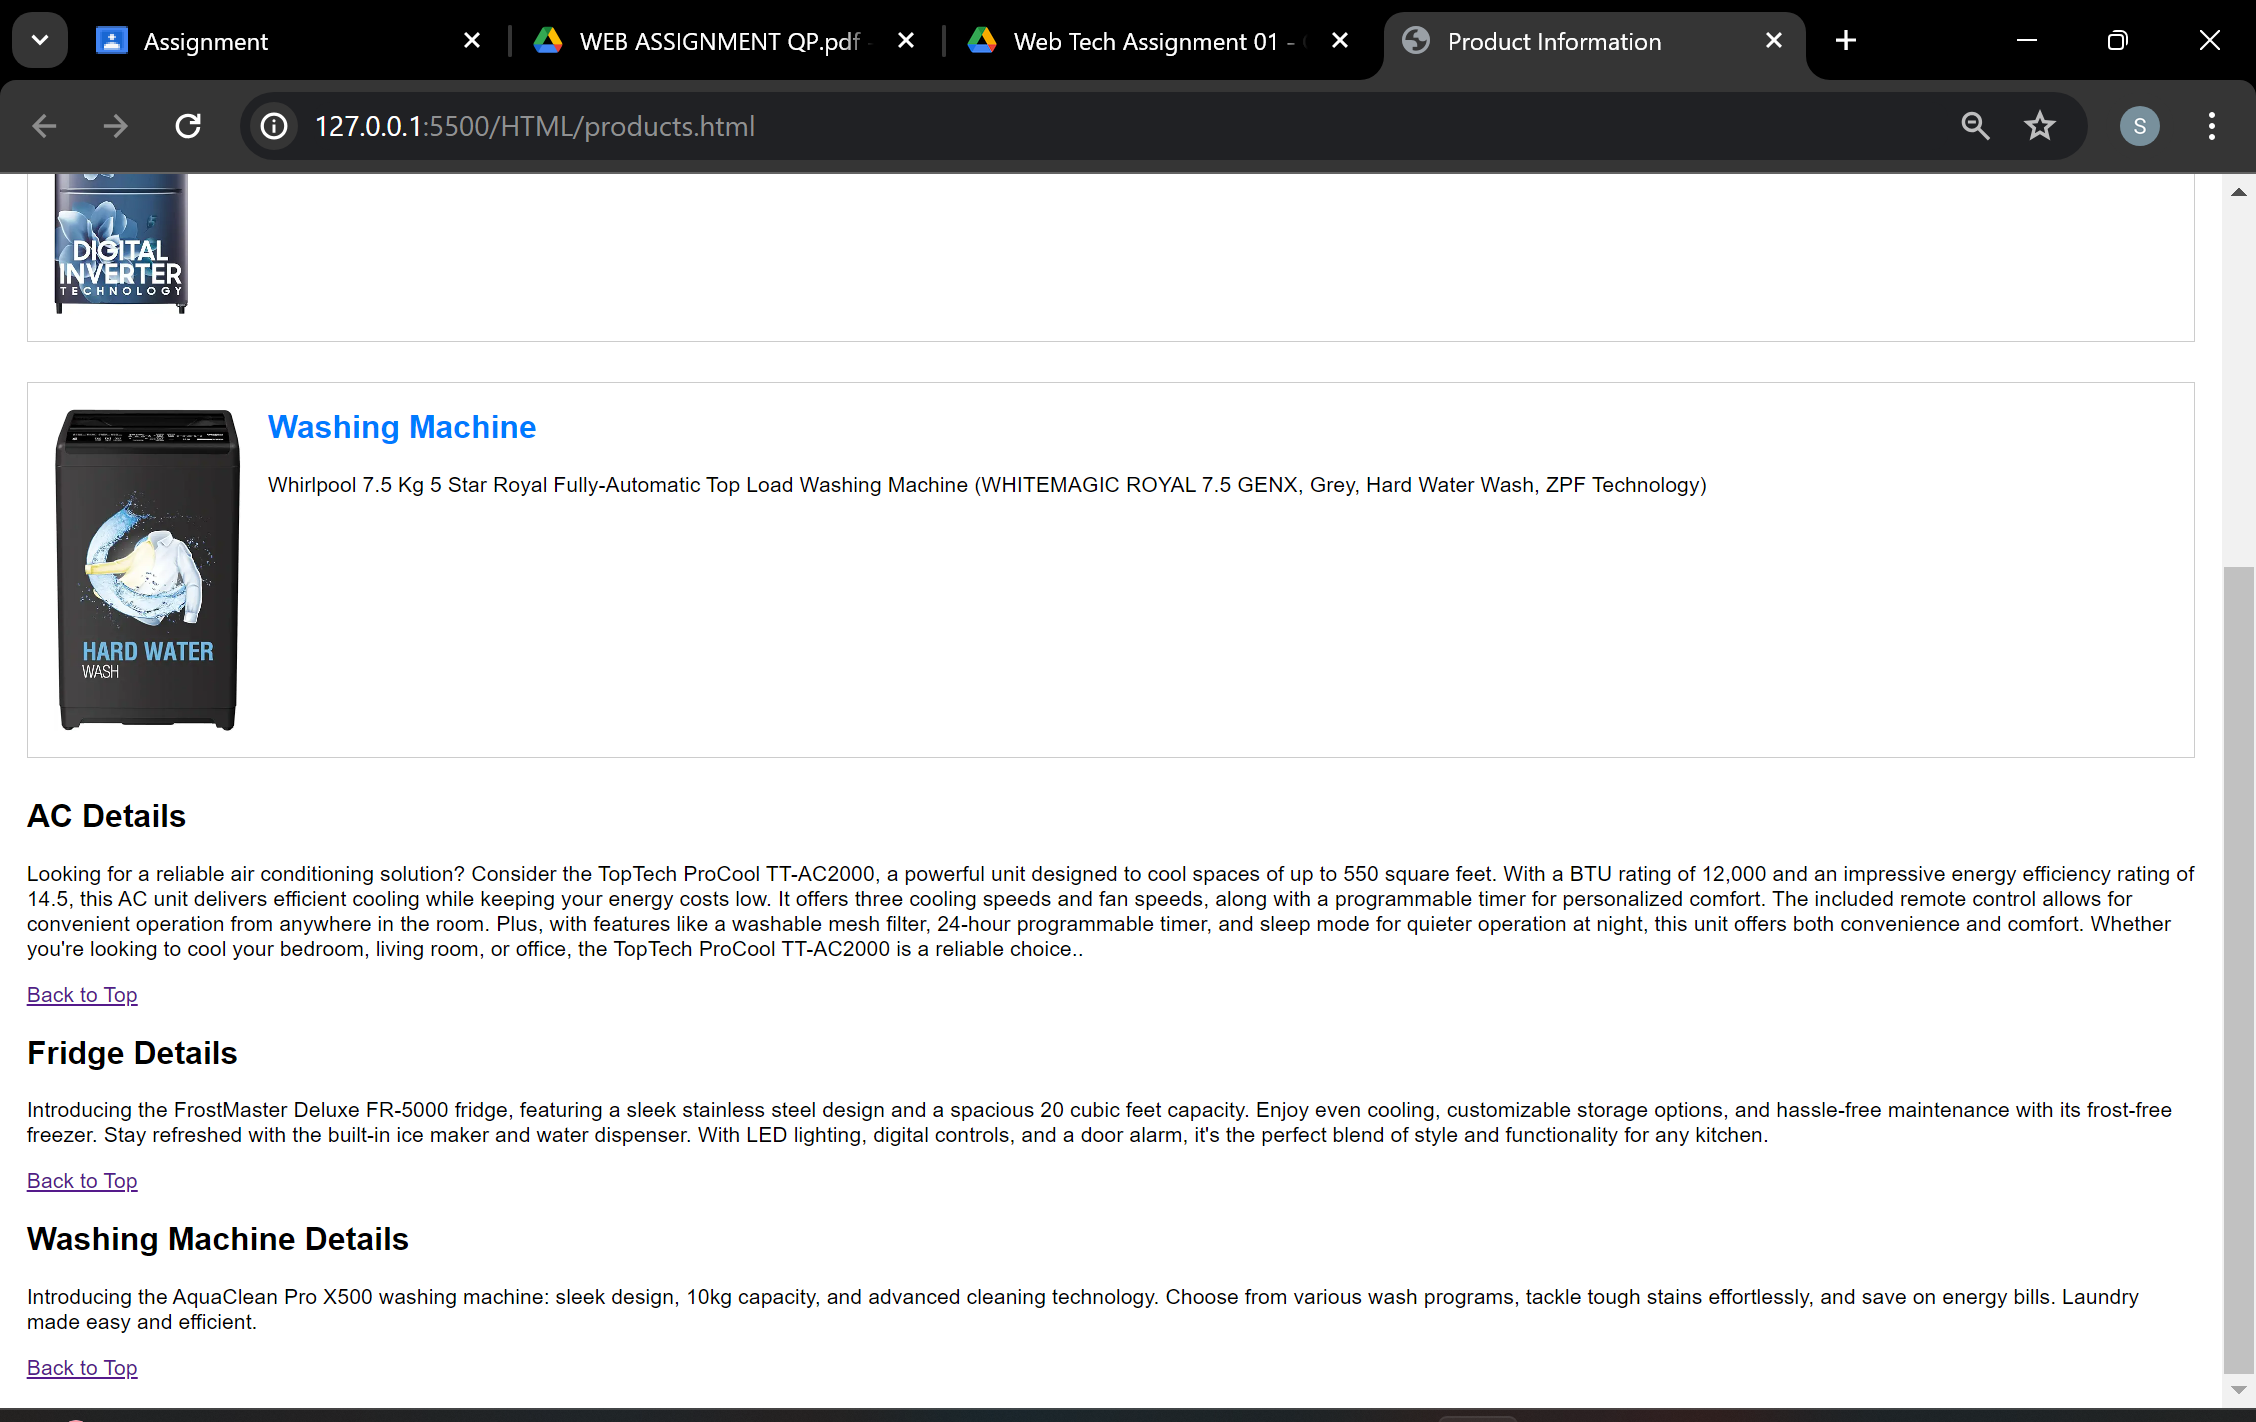 Assignment
WEB ASSIGNMENT QP.pdf
Web Tech Assignment 01 -
Product Information
127.0.0.1:5500/HTML/products.html
S
DIGITAL
INVERTER
TECHNOLOGY
Washing Machine
Whirlpool 7.5 Kg 5 Star Royal Fully-Automatic Top Load Washing Machine (WHITEMAGIC ROYAL 7.5 GENX, Grey, Hard Water Wash, ZPF Technology)
HARD WATER
WASH
AC Details
Looking for a reliable air conditioning solution? Consider the TopTech ProCool TT-AC2000, a powerful unit designed to cool spaces of up to 550 square feet. With a BTU rating of 12,000 and an impressive energy efficiency rating of
14.5, this AC unit delivers efficient cooling while keeping your energy costs low. It offers three cooling speeds and fan speeds, along with a programmable timer for personalized comfort. The included remote control allows for
convenient operation from anywhere in the room. Plus, with features like a washable mesh filter, 24-hour programmable timer, and sleep mode for quieter operation at night, this unit offers both convenience and comfort. Whether
you're looking to cool your bedroom, living room, or office, the TopTech ProCool TT-AC2000 is a reliable choice..
Back to Top
Fridge Details
Introducing the FrostMaster Deluxe FR-5000 fridge, featuring a sleek stainless steel design and a spacious 20 cubic feet capacity. Enjoy even cooling, customizable storage options, and hassle-free maintenance with its frost-free
freezer. Stay refreshed with the built-in ice maker and water dispenser. With LED lighting, digital controls, and a door alarm, it's the perfect blend of style and functionality for any kitchen.
Back to Top
Washing Machine Details
Introducing the AquaClean Pro X500 washing machine: sleek design, 10kg capacity, and advanced cleaning technology. Choose from various wash programs, tackle tough stains effortlessly, and save on energy bills. Laundry
made easy and efficient.
Back to Top